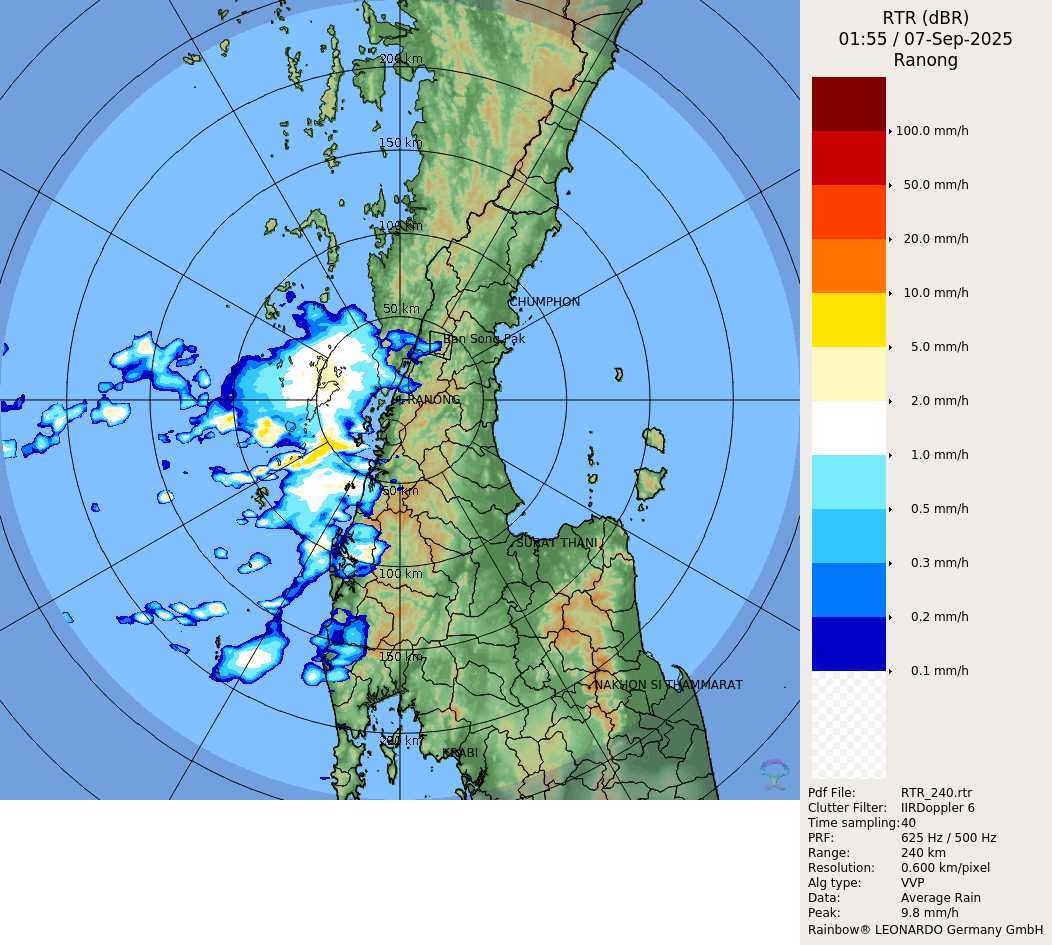 RTR (dBR)
01:55 / 07-Sep-2025
Ranong
200 km
150 km
100 km
50 km
CHUMPHON
Ban Song Pak
RANONG
50 km
SURAT THANI
100 km
150 km
NAKHON SI THAMMARAT
200 km
KRABI
100.0 mm/h
50.0 mm/h
20.0 mm/h
10.0 mm/h
5.0 mm/h
2.0 mm/h
1.0 mm/h
0.5 mm/h
0.3 mm/h
0.2 mm/h
0.1 mm/h
Pdf File: RTR_240.rtr
Clutter Filter: IIRDoppler 6
Time sampling: 40
PRF: 625 Hz / 500 Hz
Range: 240 km
Resolution: 0.600 km/pixel
Alg type: VVP
Data: Average Rain
Peak: 9.8 mm/h
Rainbow® LEONARDO Germany GmbH